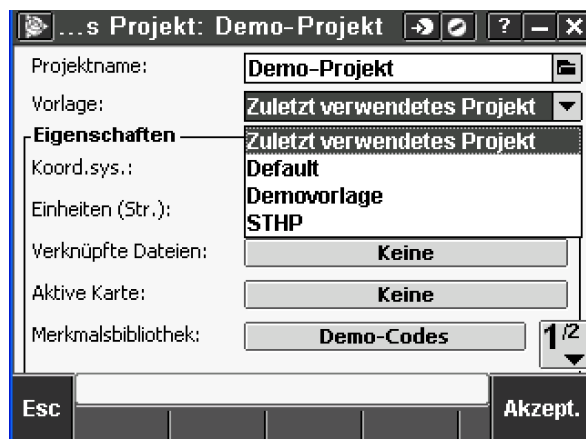 ...s Projekt: Demo-Projekt ? – X
Projektname: Demo-Projekt
Vorlage: Zuletzt verwendetes Projekt
Eigenschaften Zuletzt verwendetes Projekt
Koord.sys.: Default
Demovorlage
Einheiten (Str.): STHP
Verknüpfte Dateien: Keine
Aktive Karte: Keine
Merkmalsbibliothek: Demo-Codes 1/2
Esc Akzept.